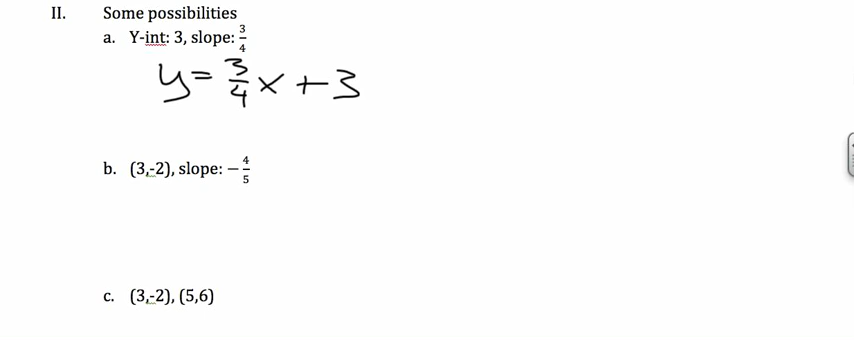 II. Some possibilities
a. Y-int: 3, slope: 3/4
y = 3/4 x + 3
b. (3,-2), slope: − 4/5
c. (3,-2), (5,6)